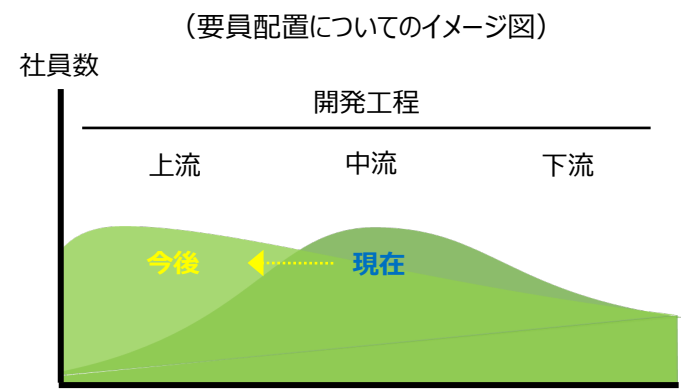 （要員配置についてのイメージ図）
社員数
開発工程
上流 中流 下流
今後 現在